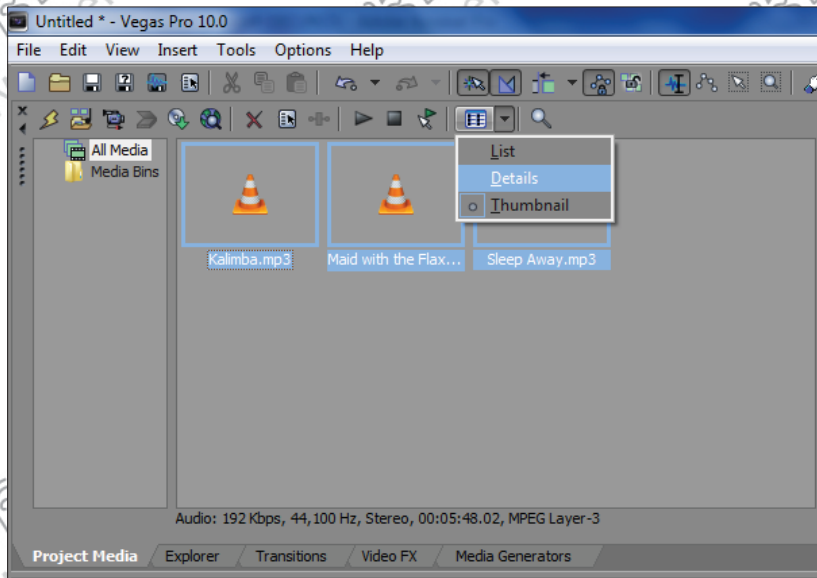 Untitled * - Vegas Pro 10.0
File Edit View Insert Tools Options Help
All Media
Media Bins
List
Details
Thumbnail
Kalimba.mp3 Maid with the Flax... Sleep Away.mp3
Audio: 192 Kbps, 44,100 Hz, Stereo, 00:05:48.02, MPEG Layer-3
Project Media Explorer Transitions Video FX Media Generators